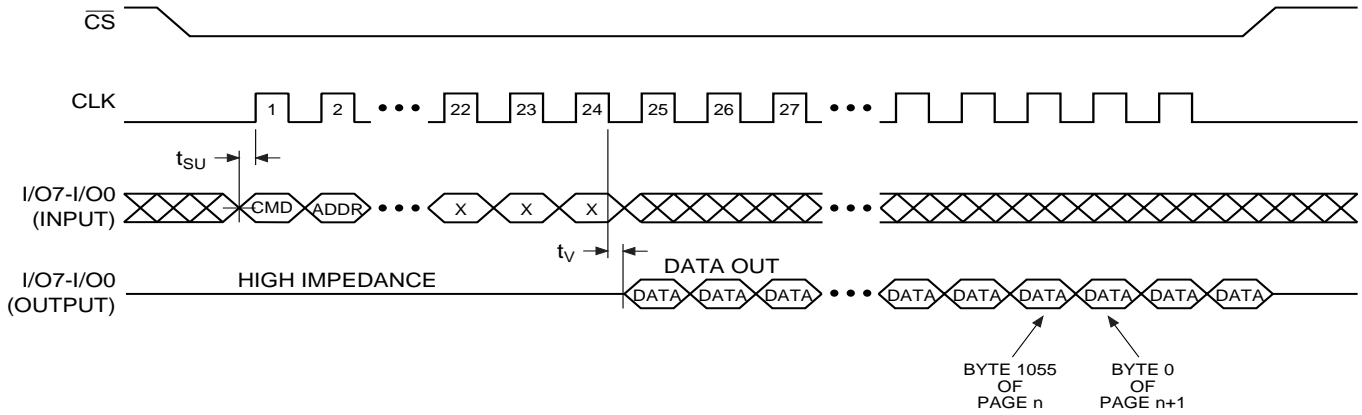 CS
CLK
1 2 ••• 22 23 24 25 26 27 •••
tSU
I/O7-I/O0
(INPUT)
CMD ADDR ••• X X X •••
tV
I/O7-I/O0
(OUTPUT)
HIGH IMPEDANCE
DATA OUT
DATA DATA DATA ••• DATA DATA DATA DATA DATA DATA
BYTE 1055
OF
PAGE n
BYTE 0
OF
PAGE n+1